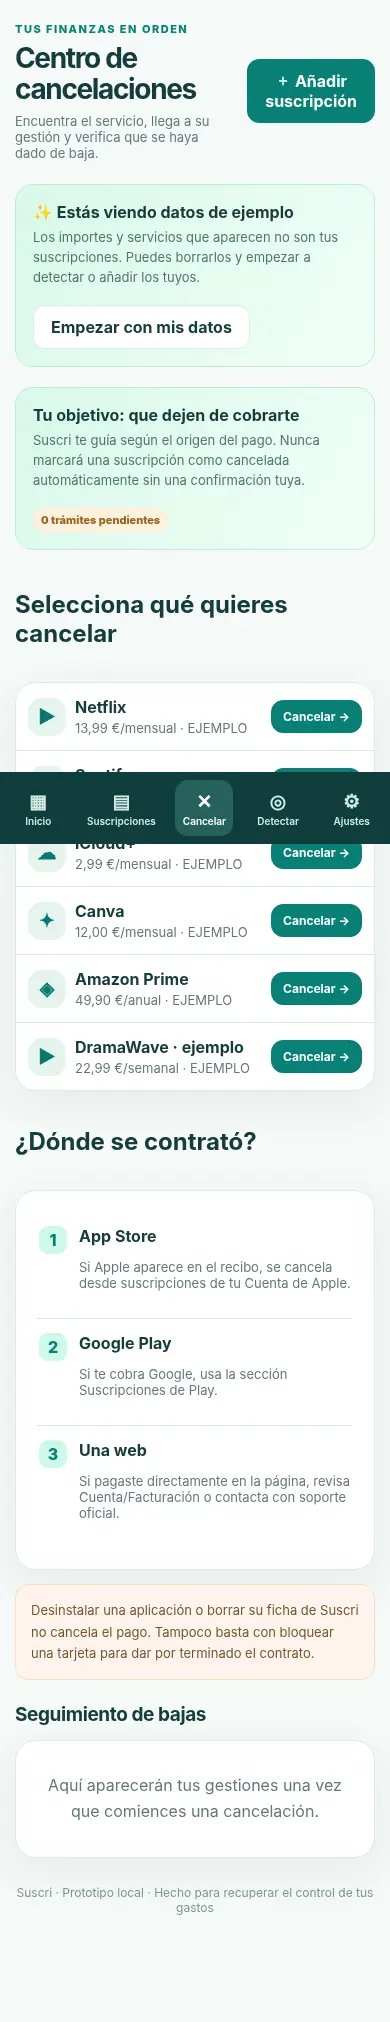 TUS FINANZAS EN ORDEN
Centro de
cancelaciones
Encuentra el servicio, llega a su
gestión y verifica que se haya
dado de baja.
+ Añadir
suscripción
✨ Estás viendo datos de ejemplo
Los importes y servicios que aparecen no son tus
suscripciones. Puedes borrarlos y empezar a
detectar o añadir los tuyos.
Empezar con mis datos
Tu objetivo: que dejen de cobrarte
Suscri te guía según el origen del pago. Nunca
marcará una suscripción como cancelada
automáticamente sin una confirmación tuya.
0 trámites pendientes
Selecciona qué quieres
cancelar
Netflix
13,99 €/mensual · EJEMPLO
Cancelar →
Inicio
Suscripciones
Cancelar
Detectar
Ajustes
iCloud+
2,99 €/mensual · EJEMPLO
Cancelar →
Canva
12,00 €/mensual · EJEMPLO
Cancelar →
Amazon Prime
49,90 €/anual · EJEMPLO
Cancelar →
DramaWave · ejemplo
22,99 €/semanal · EJEMPLO
Cancelar →
¿Dónde se contrató?
1
App Store
Si Apple aparece en el recibo, se cancela
desde suscripciones de tu Cuenta de Apple.
2
Google Play
Si te cobra Google, usa la sección
Suscripciones de Play.
3
Una web
Si pagaste directamente en la página, revisa
Cuenta/Facturación o contacta con soporte
oficial.
Desinstalar una aplicación o borrar su ficha de Suscri
no cancela el pago. Tampoco basta con bloquear
una tarjeta para dar por terminado el contrato.
Seguimiento de bajas
Aquí aparecerán tus gestiones una vez
que comiences una cancelación.
Suscri · Prototipo local · Hecho para recuperar el control de tus
gastos